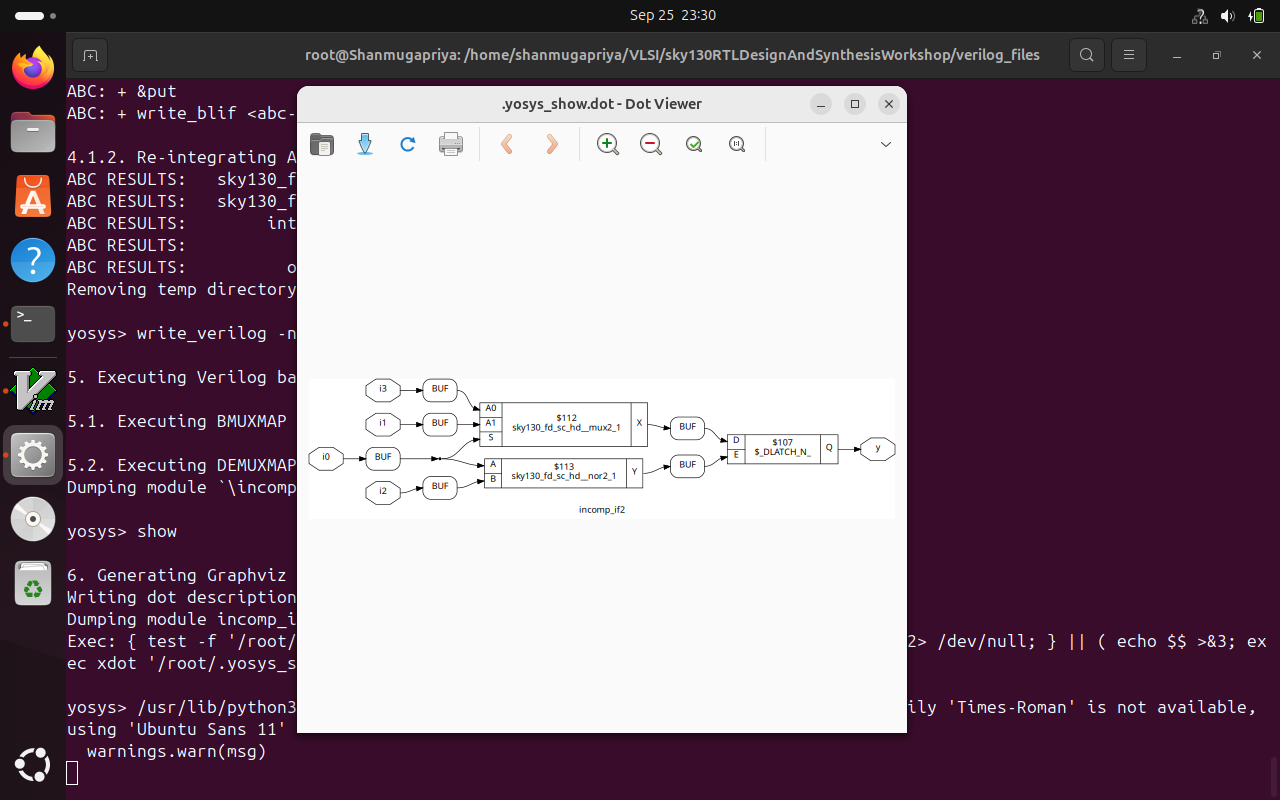 Sep 25 23:30
root@Shanmugapriya: /home/shanmugapriya/VLSI/sky130RTLDesignAndSynthesisWorkshop/verilog_files
ABC: + &put
ABC: + write_blif <abc-
4.1.2. Re-integrating A
ABC RESULTS:   sky130_f
ABC RESULTS:   sky130_f
ABC RESULTS:        int
ABC RESULTS:
ABC RESULTS:          o
Removing temp directory
yosys> write_verilog -n
5. Executing Verilog ba
5.1. Executing BMUXMAP
5.2. Executing DEMUXMAP
Dumping module `\incomp
yosys> show
6. Generating Graphviz
Writing dot description
Dumping module incomp_i
Exec: { test -f '/root/ 2> /dev/null; } || ( echo $$ >&3; ex
ec xdot '/root/.yosys_s
yosys> /usr/lib/python3 ily 'Times-Roman' is not available,
using 'Ubuntu Sans 11'
  warnings.warn(msg)
.yosys_show.dot - Dot Viewer
i3 BUF
i1 BUF
i0 BUF
i2 BUF
A0
A1
S
$112
sky130_fd_sc_hd__mux2_1
X
A
B
$113
sky130_fd_sc_hd__nor2_1
Y
BUF
BUF
D
E
$107
$_DLATCH_N_
Q
y
incomp_if2
>_
?
Vim